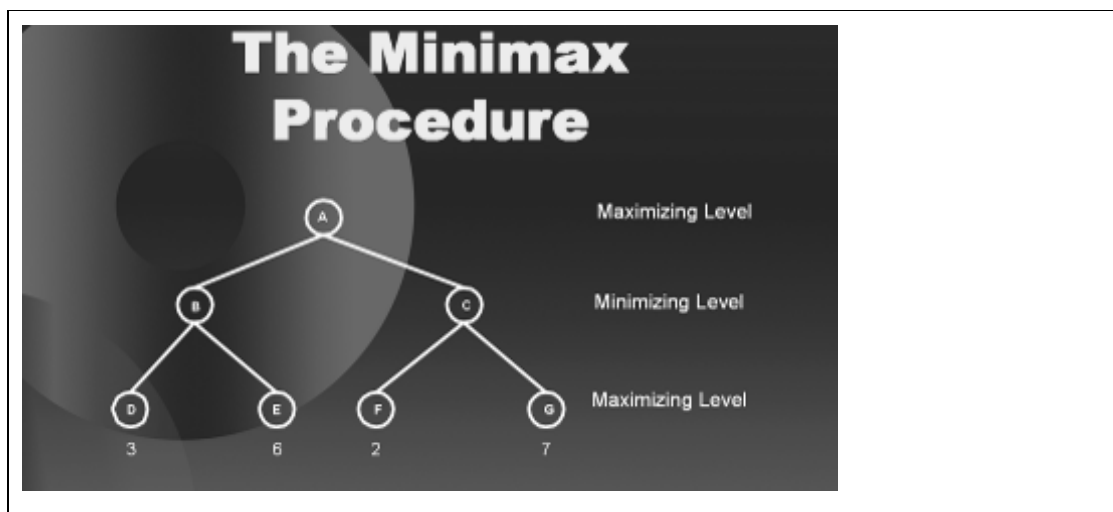 The Minimax
Procedure
A
Maximizing Level
B
C
Minimizing Level
D
E
F
G
Maximizing Level
3
6
2
7